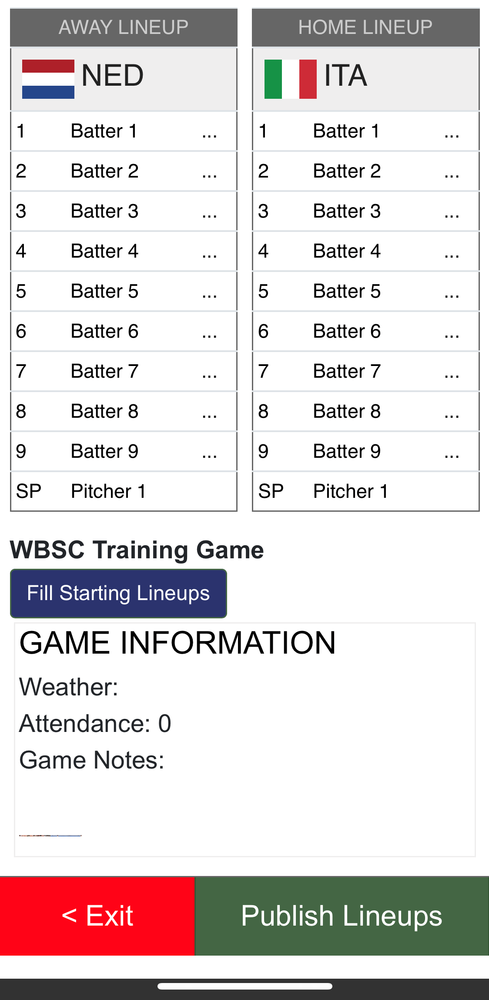 AWAY LINEUP
NED
1 Batter 1 ...
2 Batter 2 ...
3 Batter 3 ...
4 Batter 4 ...
5 Batter 5 ...
6 Batter 6 ...
7 Batter 7 ...
8 Batter 8 ...
9 Batter 9 ...
SP Pitcher 1
HOME LINEUP
ITA
1 Batter 1 ...
2 Batter 2 ...
3 Batter 3 ...
4 Batter 4 ...
5 Batter 5 ...
6 Batter 6 ...
7 Batter 7 ...
8 Batter 8 ...
9 Batter 9 ...
SP Pitcher 1
WBSC Training Game
Fill Starting Lineups
GAME INFORMATION
Weather:
Attendance: 0
Game Notes:
< Exit
Publish Lineups